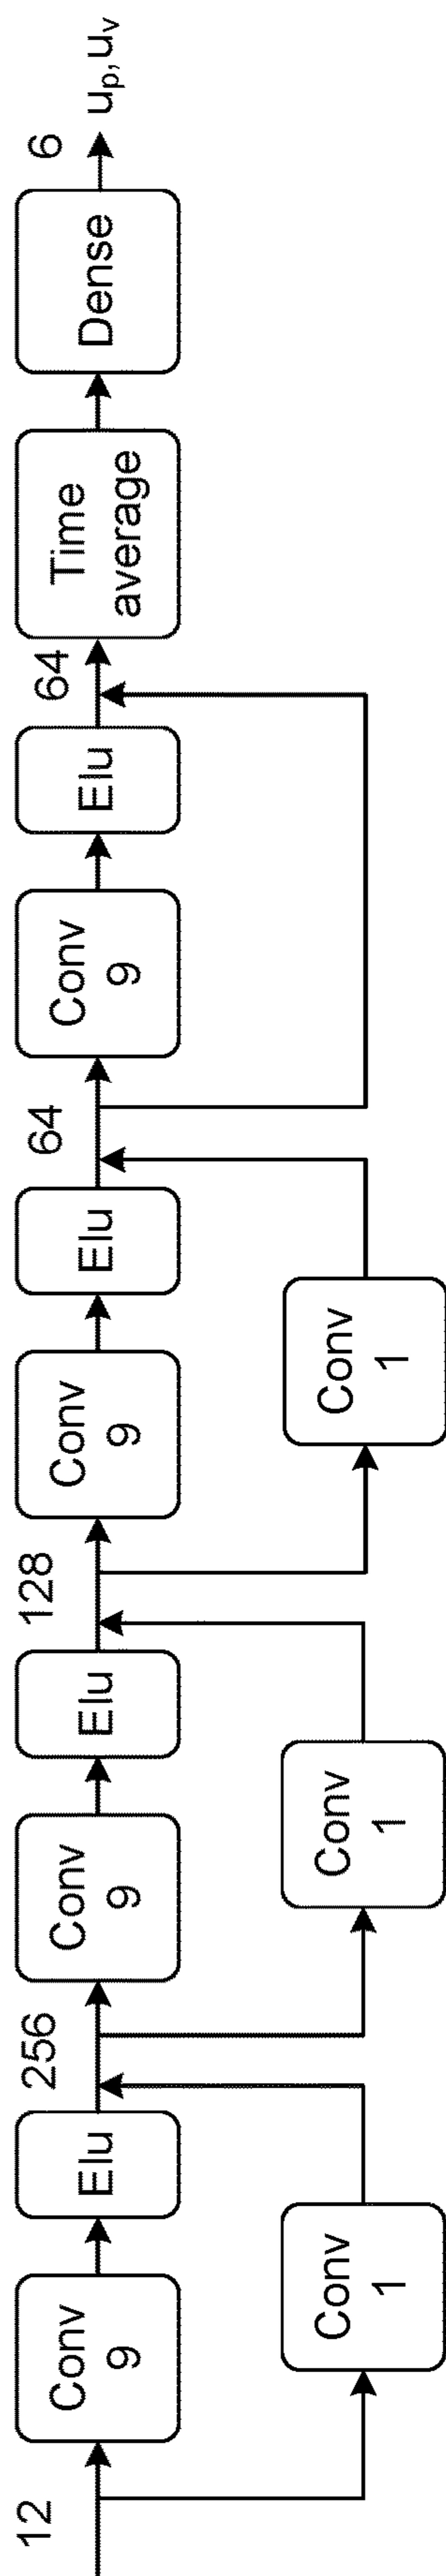 12
Conv
9
Elu
Conv
1
256
Conv
9
Elu
Conv
1
128
Conv
9
Elu
Conv
1
64
Conv
9
Elu
64
Time
average
Dense
6
uₚ,uᵥ